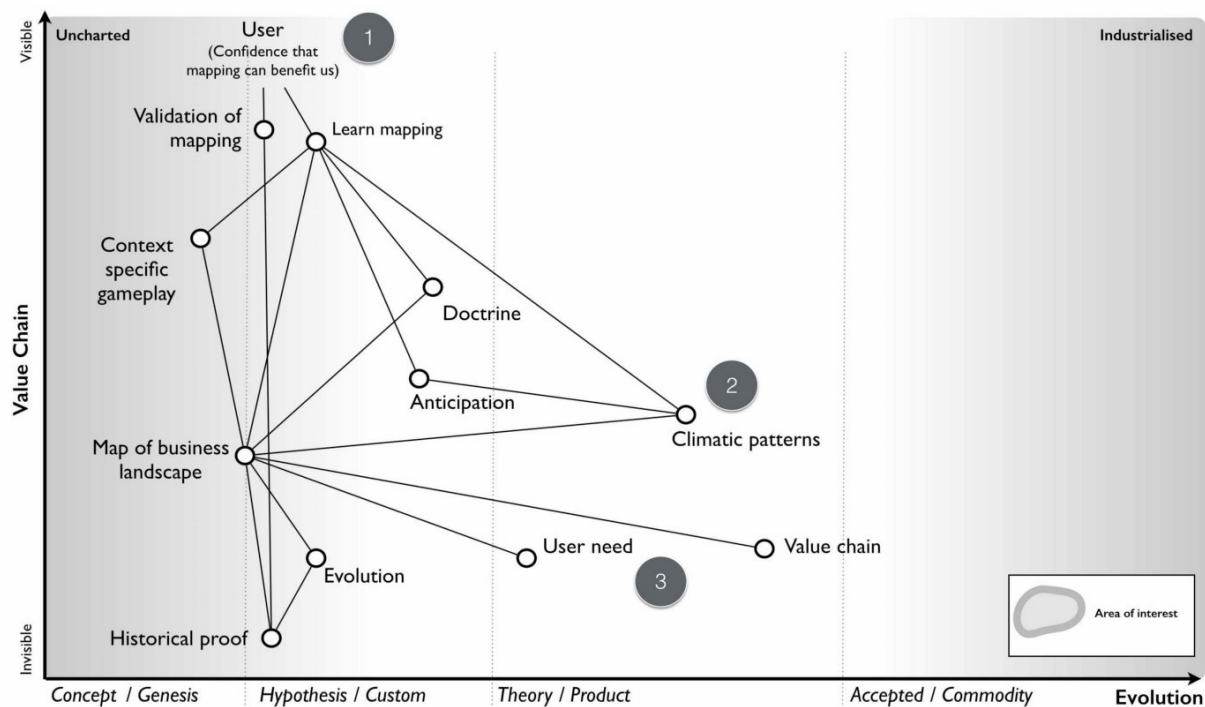 Visible
Uncharted
User
(Confidence that
mapping can benefit us)
1
Industrialised
Validation of
mapping
Learn mapping
Context
specific
gameplay
Doctrine
Value Chain
Anticipation
2
Climatic patterns
Map of business
landscape
User need
Value chain
Evolution
3
Area of interest
Historical proof
Invisible
Concept / Genesis
Hypothesis / Custom
Theory / Product
Accepted / Commodity
Evolution